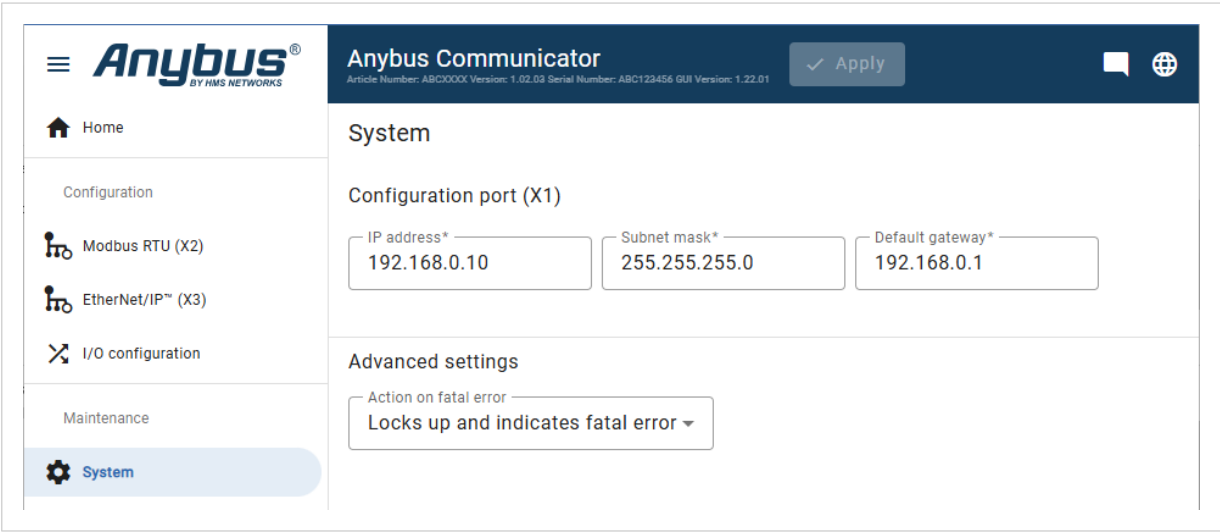 Anybus®
BY HMS NETWORKS
Anybus Communicator
Article Number: ABCXXXX Version: 1.02.03 Serial Number: ABC123456 GUI Version: 1.22.01
Apply
Home
Configuration
Modbus RTU (X2)
EtherNet/IP™ (X3)
I/O configuration
Maintenance
System
System
Configuration port (X1)
IP address*
192.168.0.10
Subnet mask*
255.255.255.0
Default gateway*
192.168.0.1
Advanced settings
Action on fatal error
Locks up and indicates fatal error